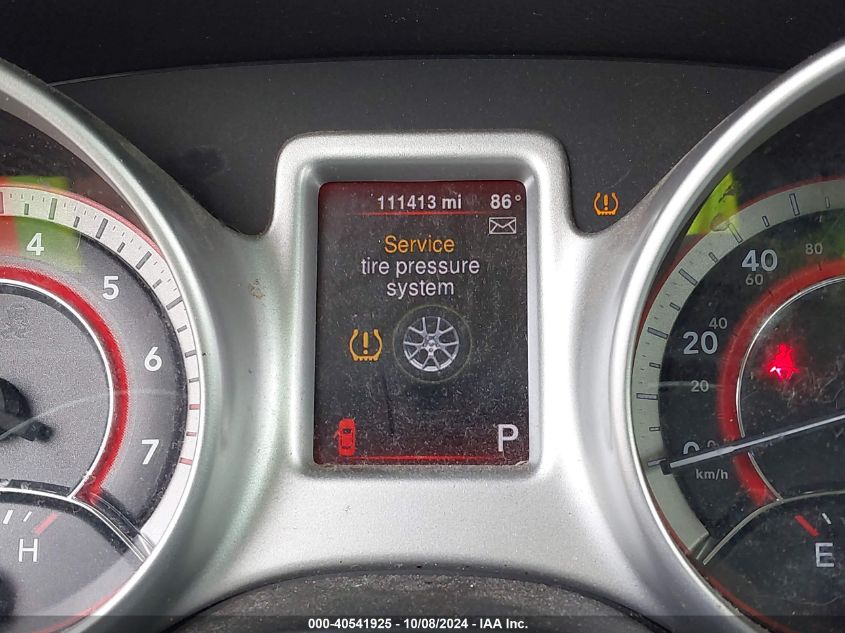 111413 mi 86°
Service
tire pressure
system
P
4
5
6
7
H
40
60
80
20
40
20
0
km/h
E
000-40541925 - 10/08/2024 - IAA Inc.